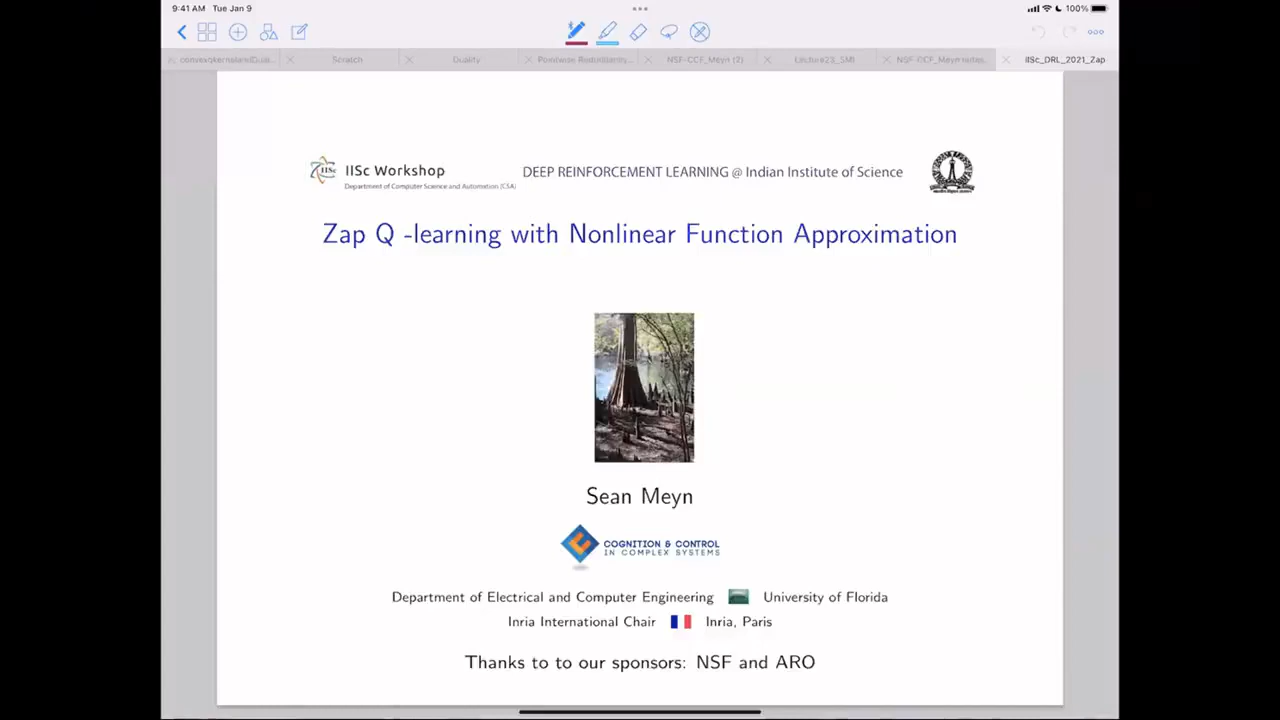 9:41 AM Tue Jan 9
100%
Scratch
Duality
NSF-CCF_Meyn (2)
Lecture23_SMI
IISc_DRL_2021_Zap
IISc
IISc Workshop
Department of Computer Science and Automation (CSA)
DEEP REINFORCEMENT LEARNING @ Indian Institute of Science
Zap Q -learning with Nonlinear Function Approximation
Sean Meyn
COGNITION & CONTROL
IN COMPLEX SYSTEMS
Department of Electrical and Computer Engineering University of Florida
Inria International Chair Inria, Paris
Thanks to to our sponsors: NSF and ARO